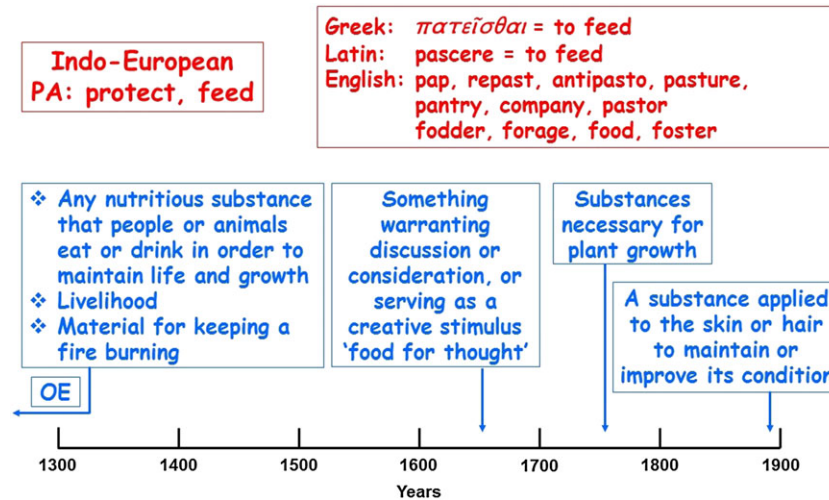 Indo-European
PA: protect, feed
Greek: πατεῖσθαι = to feed
Latin: pascere = to feed
English: pap, repast, antipasto, pasture,
pantry, company, pastor
fodder, forage, food, foster
❖ Any nutritious substance
that people or animals
eat or drink in order to
maintain life and growth
❖ Livelihood
❖ Material for keeping a
fire burning
OE
Something
warranting
discussion or
consideration, or
serving as a
creative stimulus
‘food for thought’
Substances
necessary for
plant growth
A substance applied
to the skin or hair
to maintain or
improve its condition
1300 1400 1500 1600 1700 1800 1900
Years